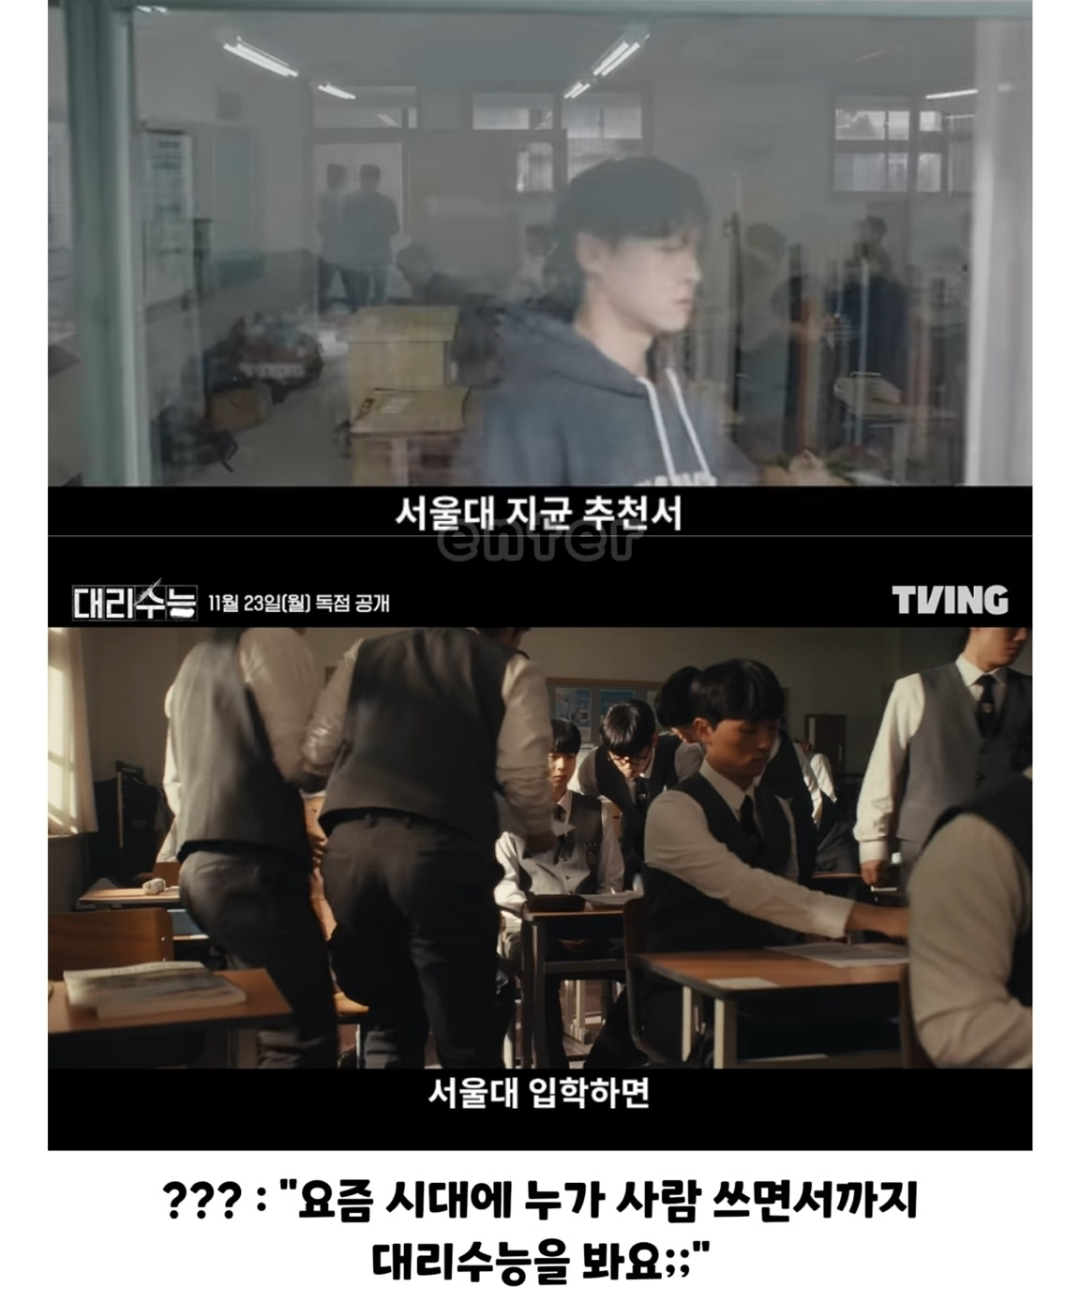 서울대 지균 추천서
enter
대리수능 11월 23일(월) 독점 공개
TVING
서울대 입학하면
??? : "요즘 시대에 누가 사람 쓰면서까지
대리수능을 봐요;;"